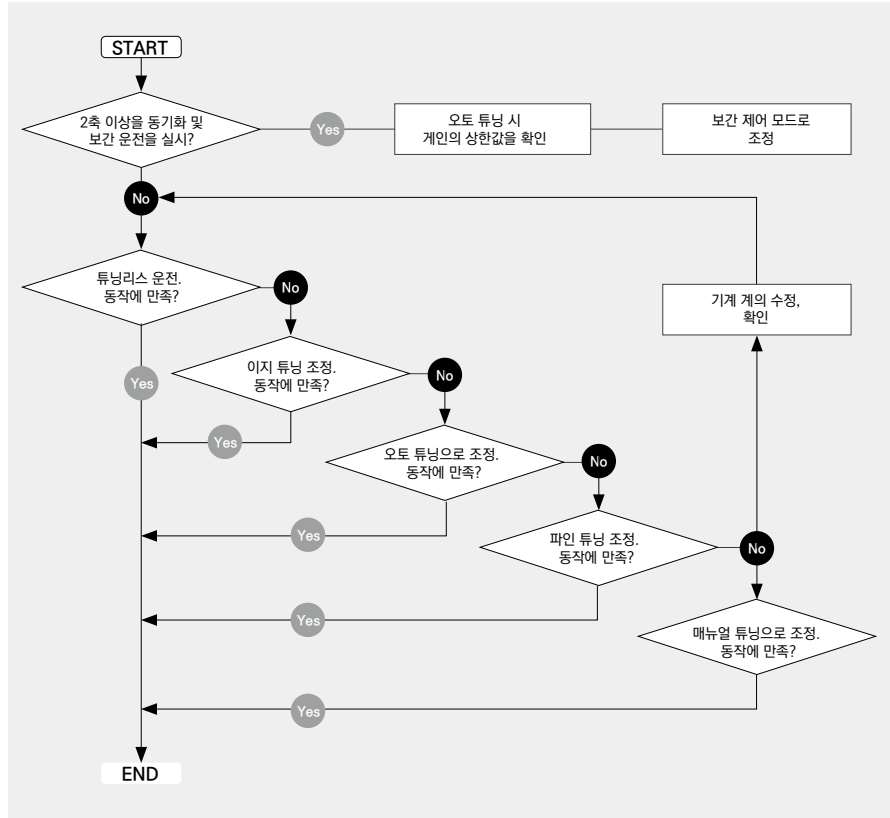 START
2축 이상을 동기화 및
보간 운전을 실시?
Yes
오토 튜닝 시
게인의 상한값을 확인
보간 제어 모드로
조정
No
튜닝리스 운전.
동작에 만족?
No
기계 계의 수정,
확인
Yes
이지 튜닝 조정.
동작에 만족?
No
Yes
오토 튜닝으로 조정.
동작에 만족?
No
Yes
파인 튜닝 조정.
동작에 만족?
No
Yes
매뉴얼 튜닝으로 조정.
동작에 만족?
Yes
END